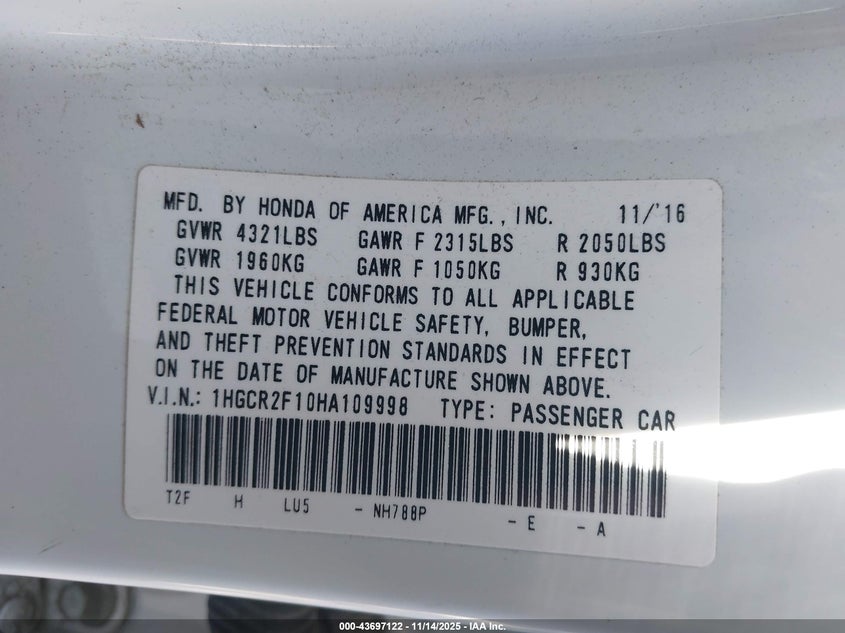 MFD. BY HONDA OF AMERICA MFG., INC. 11/'16
GVWR 4321LBS GAWR F 2315LBS R 2050LBS
GVWR 1960KG GAWR F 1050KG R 930KG
THIS VEHICLE CONFORMS TO ALL APPLICABLE
FEDERAL MOTOR VEHICLE SAFETY, BUMPER,
AND THEFT PREVENTION STANDARDS IN EFFECT
ON THE DATE OF MANUFACTURE SHOWN ABOVE.
V.I.N.: 1HGCR2F10HA109998 TYPE: PASSENGER CAR
T2F H LU5 - NH788P - E - A
000-43697122 - 11/14/2025 - IAA Inc.